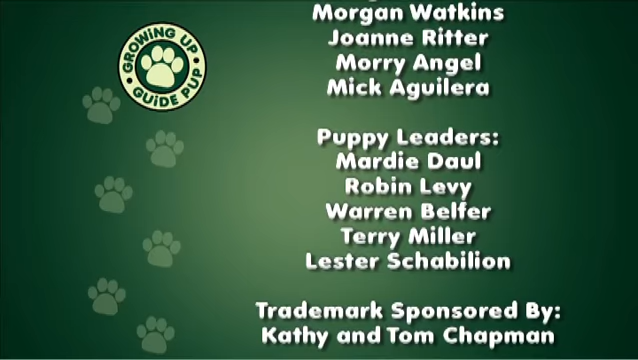 GROWING UP
GUIDE PUP
Morgan Watkins
Joanne Ritter
Morry Angel
Mick Aguilera
Puppy Leaders:
Mardie Daul
Robin Levy
Warren Belfer
Terry Miller
Lester Schabilion
Trademark Sponsored By:
Kathy and Tom Chapman